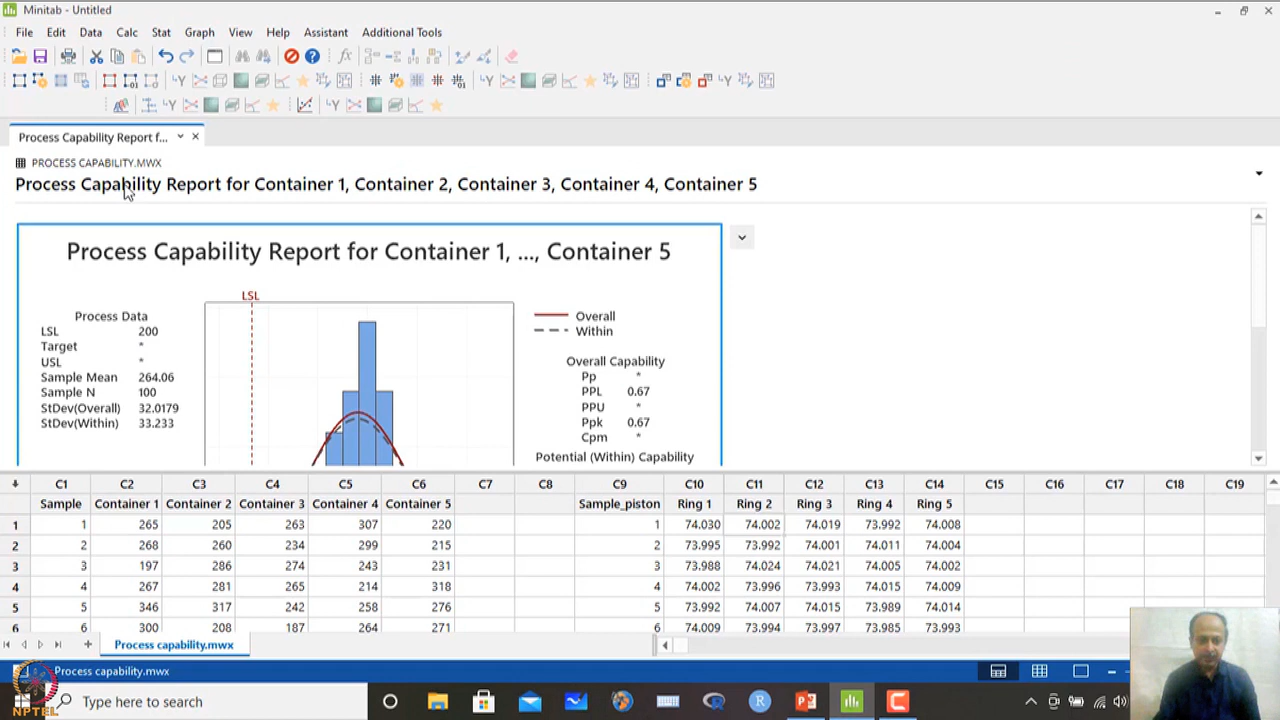 Minitab - Untitled
File Edit Data Calc Stat Graph View Help Assistant Additional Tools
Process Capability Report f...
PROCESS CAPABILITY.MWX
Process Capability Report for Container 1, Container 2, Container 3, Container 4, Container 5
Process Capability Report for Container 1, ..., Container 5
LSL
Process Data
LSL 200
Target *
USL *
Sample Mean 264.06
Sample N 100
StDev(Overall) 32.0179
StDev(Within) 33.233
Overall
Within
Overall Capability
Pp *
PPL 0.67
PPU *
Ppk 0.67
Cpm *
Potential (Within) Capability
C1 C2 C3 C4 C5 C6 C7 C8 C9 C10 C11 C12 C13 C14 C15 C16 C17 C18 C19
Sample Container 1 Container 2 Container 3 Container 4 Container 5 Sample_piston Ring 1 Ring 2 Ring 3 Ring 4 Ring 5
1 1 265 205 263 307 220 1 74.030 74.002 74.019 73.992 74.008
2 2 268 260 234 299 215 2 73.995 73.992 74.001 74.011 74.004
3 3 197 286 274 243 231 3 73.988 74.024 74.021 74.005 74.002
4 4 267 281 265 214 318 4 74.002 73.996 73.993 74.015 74.009
5 5 346 317 242 258 276 5 73.992 74.007 74.015 73.989 74.014
6 6 300 208 187 264 271 6 74.009 73.994 73.997 73.985 73.993
Process capability.mwx
Process capability.mwx
Type here to search
NPTEL